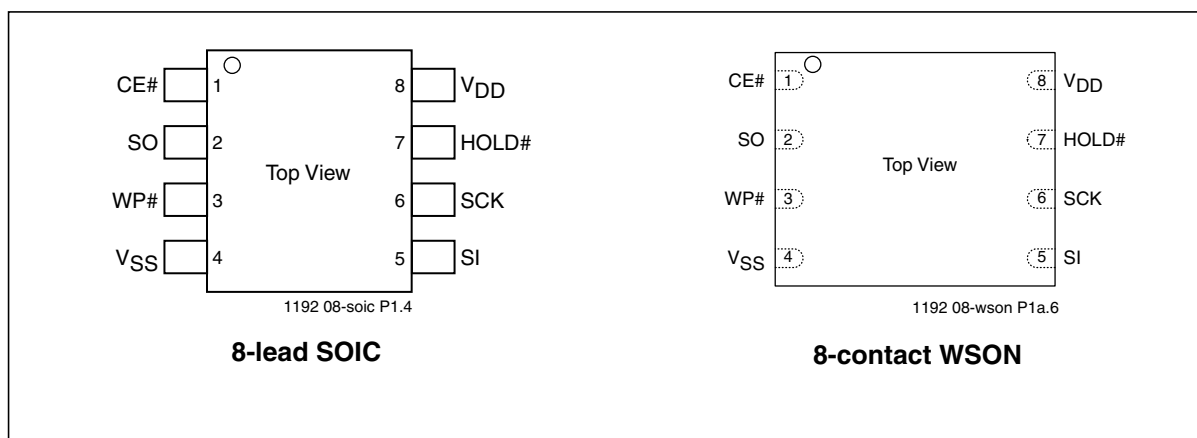 CE# 1 8 VDD
SO 2 7 HOLD#
Top View
WP# 3 6 SCK
VSS 4 5 SI
1192 08-soic P1.4
8-lead SOIC
CE# 1 8 VDD
SO 2 7 HOLD#
Top View
WP# 3 6 SCK
VSS 4 5 SI
1192 08-wson P1a.6
8-contact WSON